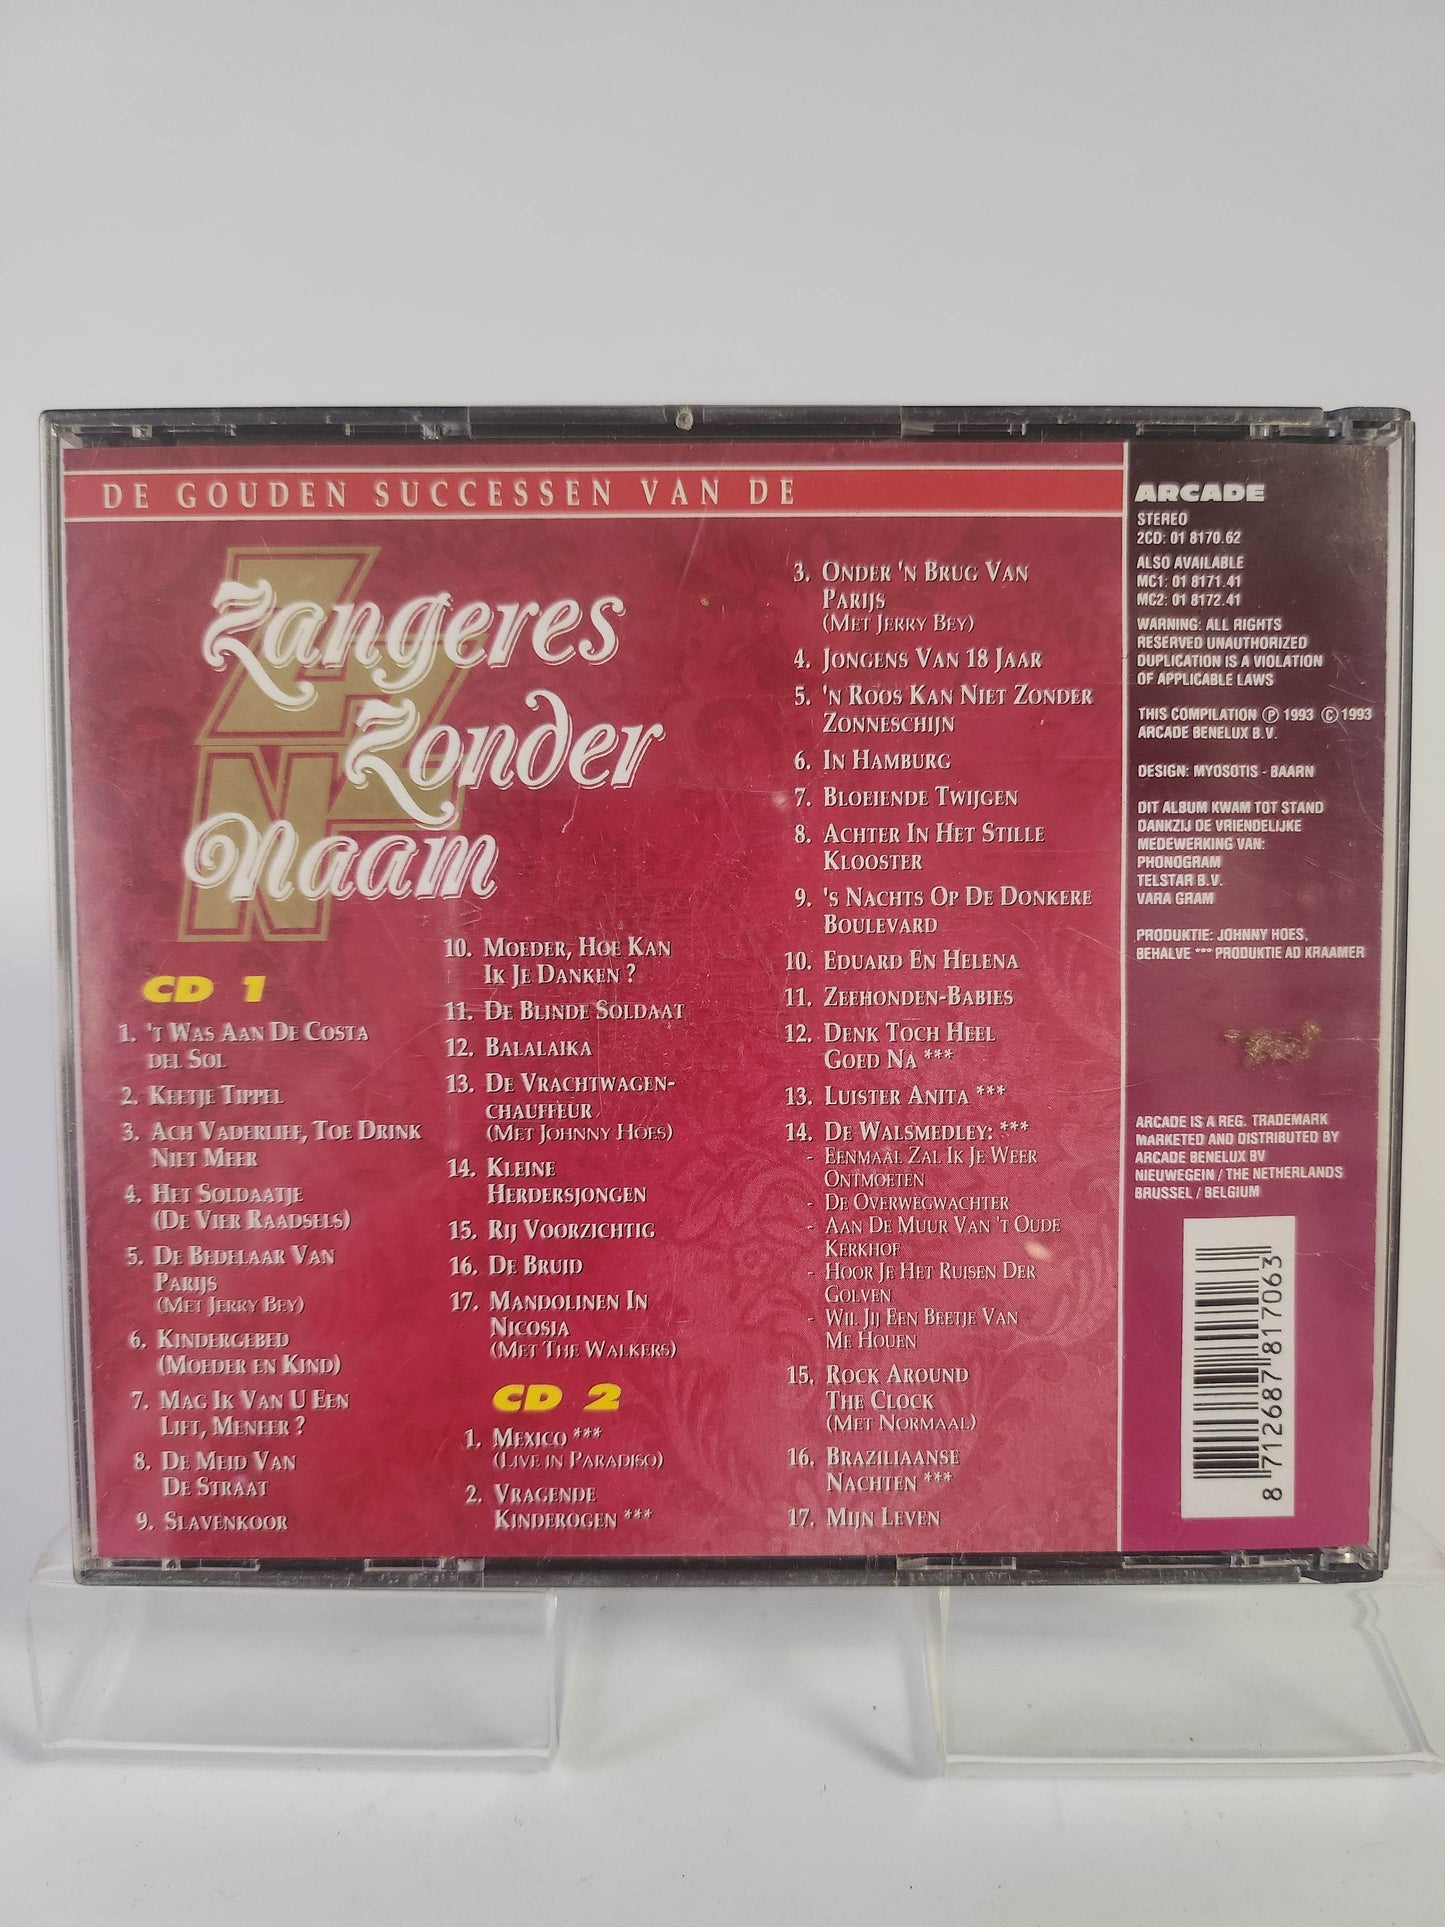 DE GOUDEN SUCCESSEN VAN DE
Zangeres
Zonder
Naam
CD 1
1. 't Was Aan De Costa
del Sol
2. Keetje Tippel
3. Ach Vaderlief, Toe Drink
Niet Meer
4. Het Soldaatje
(De Vier Raadsels)
5. De Bedelaar Van
Parijs
(Met Jerry Bey)
6. Kindergebed
(Moeder en Kind)
7. Mag Ik Van U Een
Lift, Meneer ?
8. De Meid Van
De Straat
9. Slavenkoor
10. Moeder, Hoe Kan
Ik Je Danken ?
11. De Blinde Soldaat
12. Balalaika
13. De Vrachtwagen-
chauffeur
(Met Johnny Hoes)
14. Kleine
Herdersjongen
15. Rij Voorzichtig
16. De Bruid
17. Mandolinen In
Nicosia
(Met The Walkers)
CD 2
1. Mexico ***
(Live in Paradiso)
2. Vragende
Kinderogen ***
3. Onder 'n Brug Van
Parijs
(Met Jerry Bey)
4. Jongens Van 18 Jaar
5. 'n Roos Kan Niet Zonder
Zonneschijn
6. In Hamburg
7. Bloeiende Twijgen
8. Achter In Het Stille
Klooster
9. 's Nachts Op De Donkere
Boulevard
10. Eduard En Helena
11. Zeehonden-Babies
12. Denk Toch Heel
Goed Na ***
13. Luister Anita ***
14. De Walsmedley: ***
- Eenmaal Zal Ik Je Weer
Ontmoeten
- De Overwegwachter
- Aan De Muur Van 't Oude
Kerkhof
- Hoor Je Het Ruisen Der
Golven
- Wil Jij Een Beetje Van
Me Houen
15. Rock Around
The Clock
(Met Normaal)
16. Braziliaanse
Nachten ***
17. Mijn Leven
ARCADE
STEREO
2CD: 01 8170.62
ALSO AVAILABLE
MC1: 01 8171.41
MC2: 01 8172.41
WARNING: ALL RIGHTS
RESERVED UNAUTHORIZED
DUPLICATION IS A VIOLATION
OF APPLICABLE LAWS
THIS COMPILATION ℗ 1993 © 1993
ARCADE BENELUX B.V.
DESIGN: MYOSOTIS - BAARN
DIT ALBUM KWAM TOT STAND
DANKZIJ DE VRIENDELIJKE
MEDEWERKING VAN:
PHONOGRAM
TELSTAR B.V.
VARA GRAM
PRODUKTIE: JOHNNY HOES,
BEHALVE *** PRODUKTIE AD KRAAMER
ARCADE IS A REG. TRADEMARK
MARKETED AND DISTRIBUTED BY
ARCADE BENELUX BV
NIEUWEGEIN / THE NETHERLANDS
BRUSSEL / BELGIUM
8 712687 817063